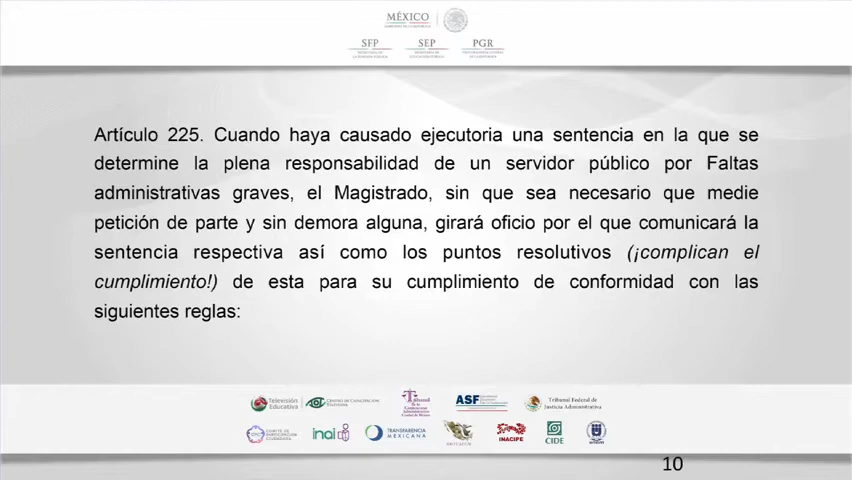 MÉXICO
SFP SEP PGR
Artículo 225. Cuando haya causado ejecutoria una sentencia en la que se
determine la plena responsabilidad de un servidor público por Faltas
administrativas graves, el Magistrado, sin que sea necesario que medie
petición de parte y sin demora alguna, girará oficio por el que comunicará la
sentencia respectiva así como los puntos resolutivos (¡complican el
cumplimiento!) de esta para su cumplimiento de conformidad con las
siguientes reglas:
Televisión
Educativa
ASF
Tribunal Federal de
Justicia Administrativa
inai
TRANSPARENCIA
MEXICANA
INACIPE
CIDE
10